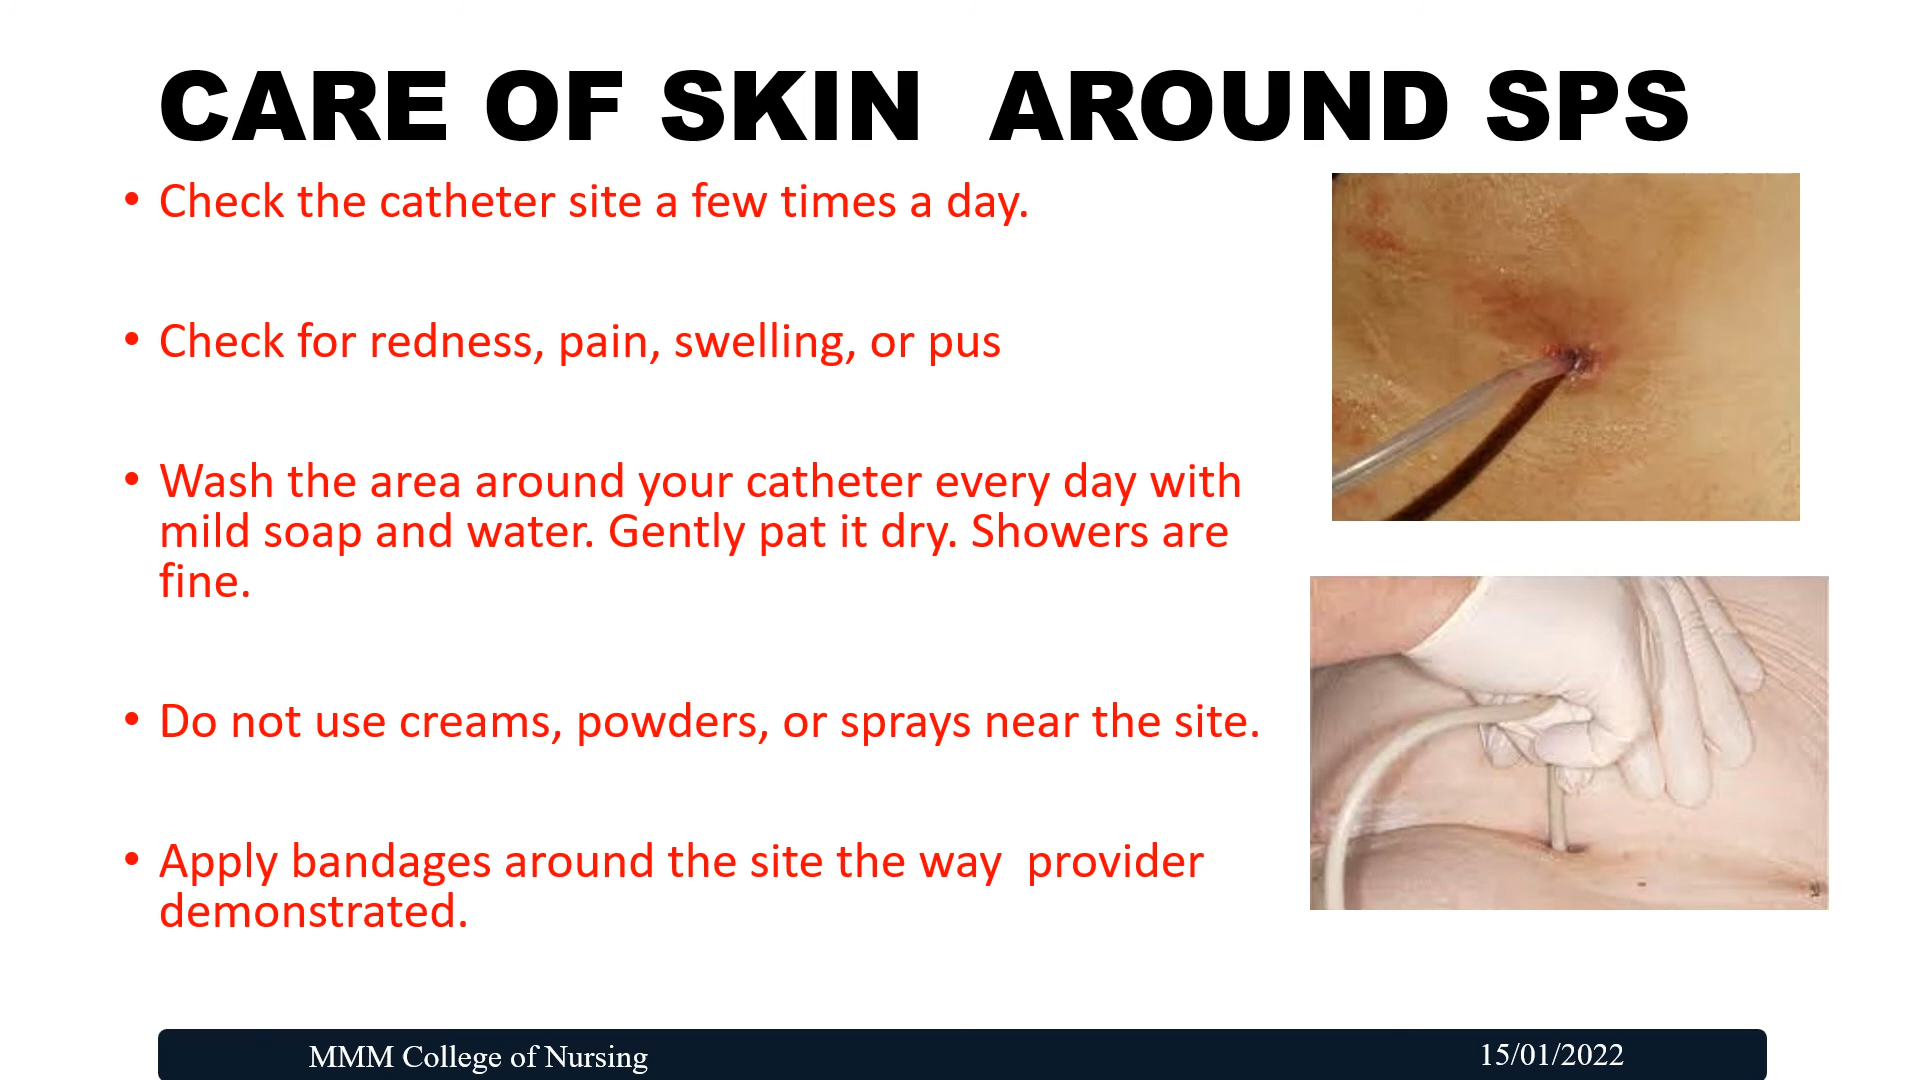 CARE OF SKIN  AROUND SPS
• Check the catheter site a few times a day.
• Check for redness, pain, swelling, or pus
• Wash the area around your catheter every day with
mild soap and water. Gently pat it dry. Showers are
fine.
• Do not use creams, powders, or sprays near the site.
• Apply bandages around the site the way  provider
demonstrated.
MMM College of Nursing
15/01/2022